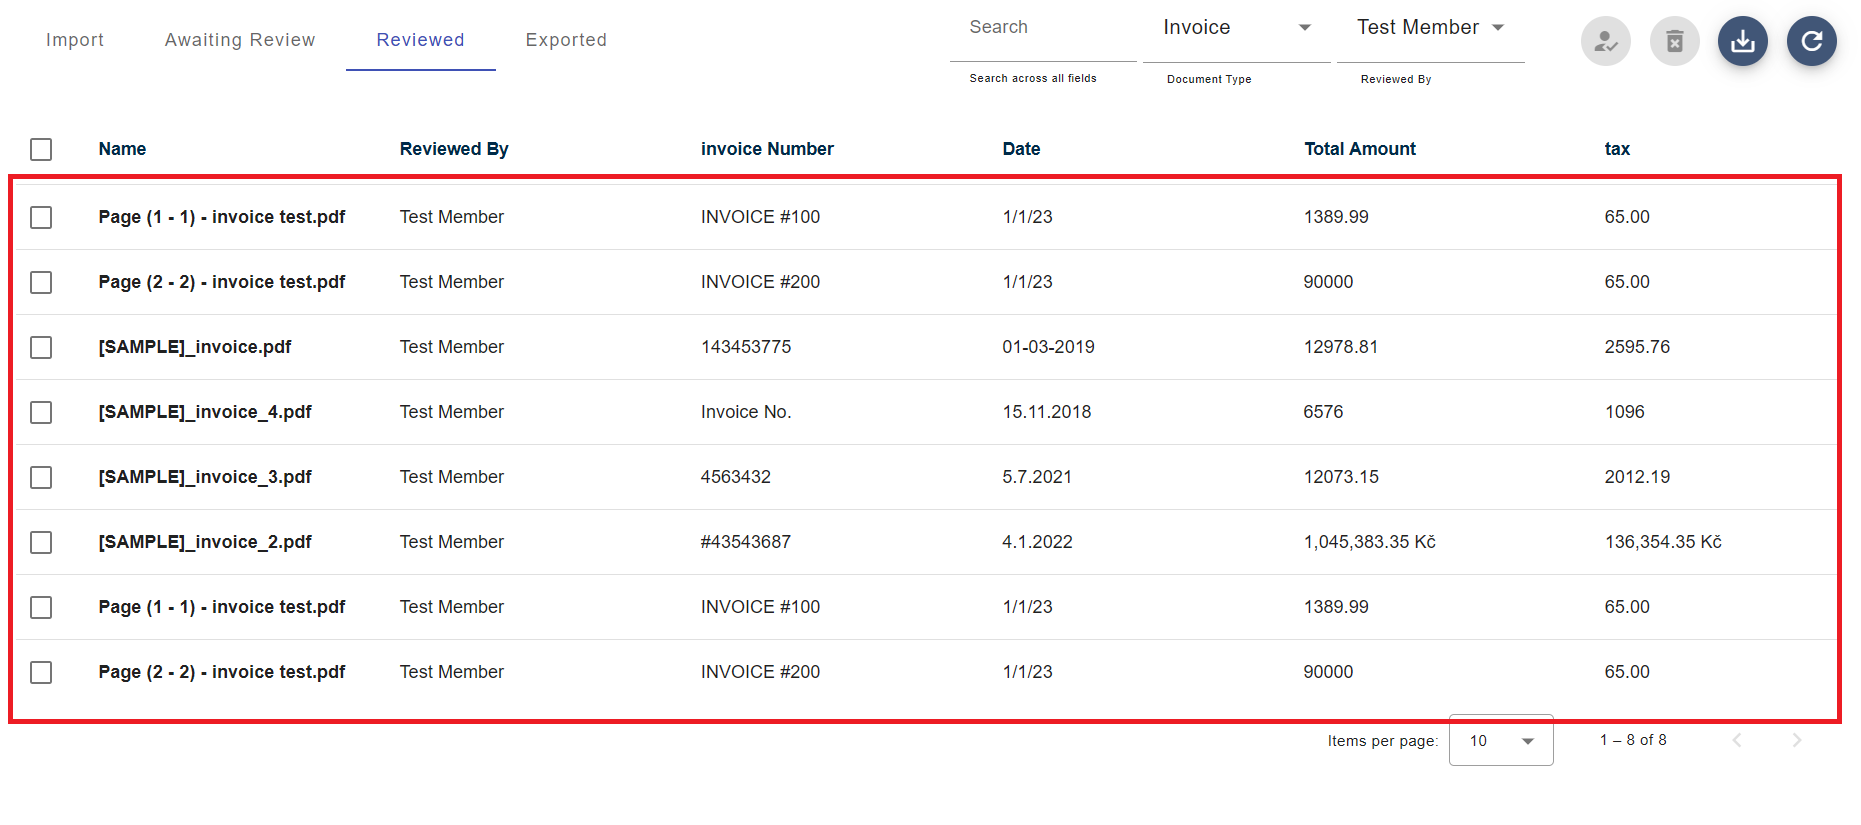 Import Awaiting Review Reviewed Exported Search Invoice Test Member
Search across all fields Document Type Reviewed By
Name Reviewed By invoice Number Date Total Amount tax
Page (1 - 1) - invoice test.pdf Test Member INVOICE #100 1/1/23 1389.99 65.00
Page (2 - 2) - invoice test.pdf Test Member INVOICE #200 1/1/23 90000 65.00
[SAMPLE]_invoice.pdf Test Member 143453775 01-03-2019 12978.81 2595.76
[SAMPLE]_invoice_4.pdf Test Member Invoice No. 15.11.2018 6576 1096
[SAMPLE]_invoice_3.pdf Test Member 4563432 5.7.2021 12073.15 2012.19
[SAMPLE]_invoice_2.pdf Test Member #43543687 4.1.2022 1,045,383.35 Kč 136,354.35 Kč
Page (1 - 1) - invoice test.pdf Test Member INVOICE #100 1/1/23 1389.99 65.00
Page (2 - 2) - invoice test.pdf Test Member INVOICE #200 1/1/23 90000 65.00
Items per page: 10 1 – 8 of 8